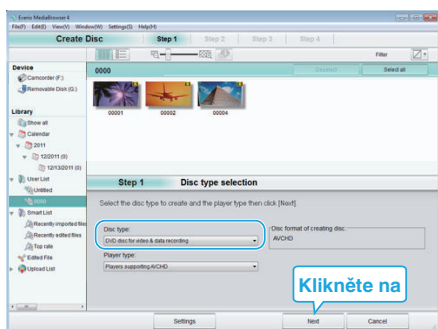 Everio MediaBrowser 4
File(F) Edit(E) View(V) Window(W) Settings(S) Help(H)
Create Disc Step 1 Step 2 Step 3 Step 4
Filter
Device 0000 Deselect Select all
Camcorder (F:)
Removable Disk (G:)
00001 00002 00004
Library
Show all
Calendar
2011
12/2011 (0)
12/13/2011 (0)
User List
Untitled
0000
Smart List
Recently imported files
Recently edited files
Top rate
Edited File
Upload List
Step 1 Disc type selection
Select the disc type to create and the player type then click [Next].
Disc type:
DVD disc for video & data recording
Disc format of creating disc.
AVCHD
Player type:
Players supporting AVCHD
Klikněte na
Settings Next Cancel